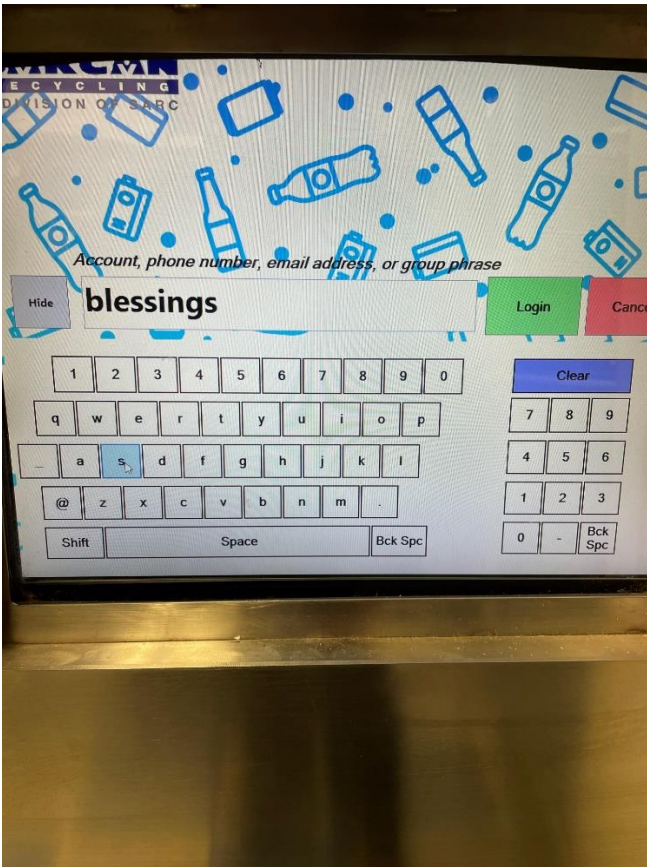 RECYCLING
DIVISION OF SARC
Account, phone number, email address, or group phrase
Hide
blessings
Login
Clear
1 2 3 4 5 6 7 8 9 0
7 8 9
q w e r t y u i o p
4 5 6
_ a s d f g h j k l
1 2 3
@ z x c v b n m .
0 - Bck Spc
Shift Space Bck Spc